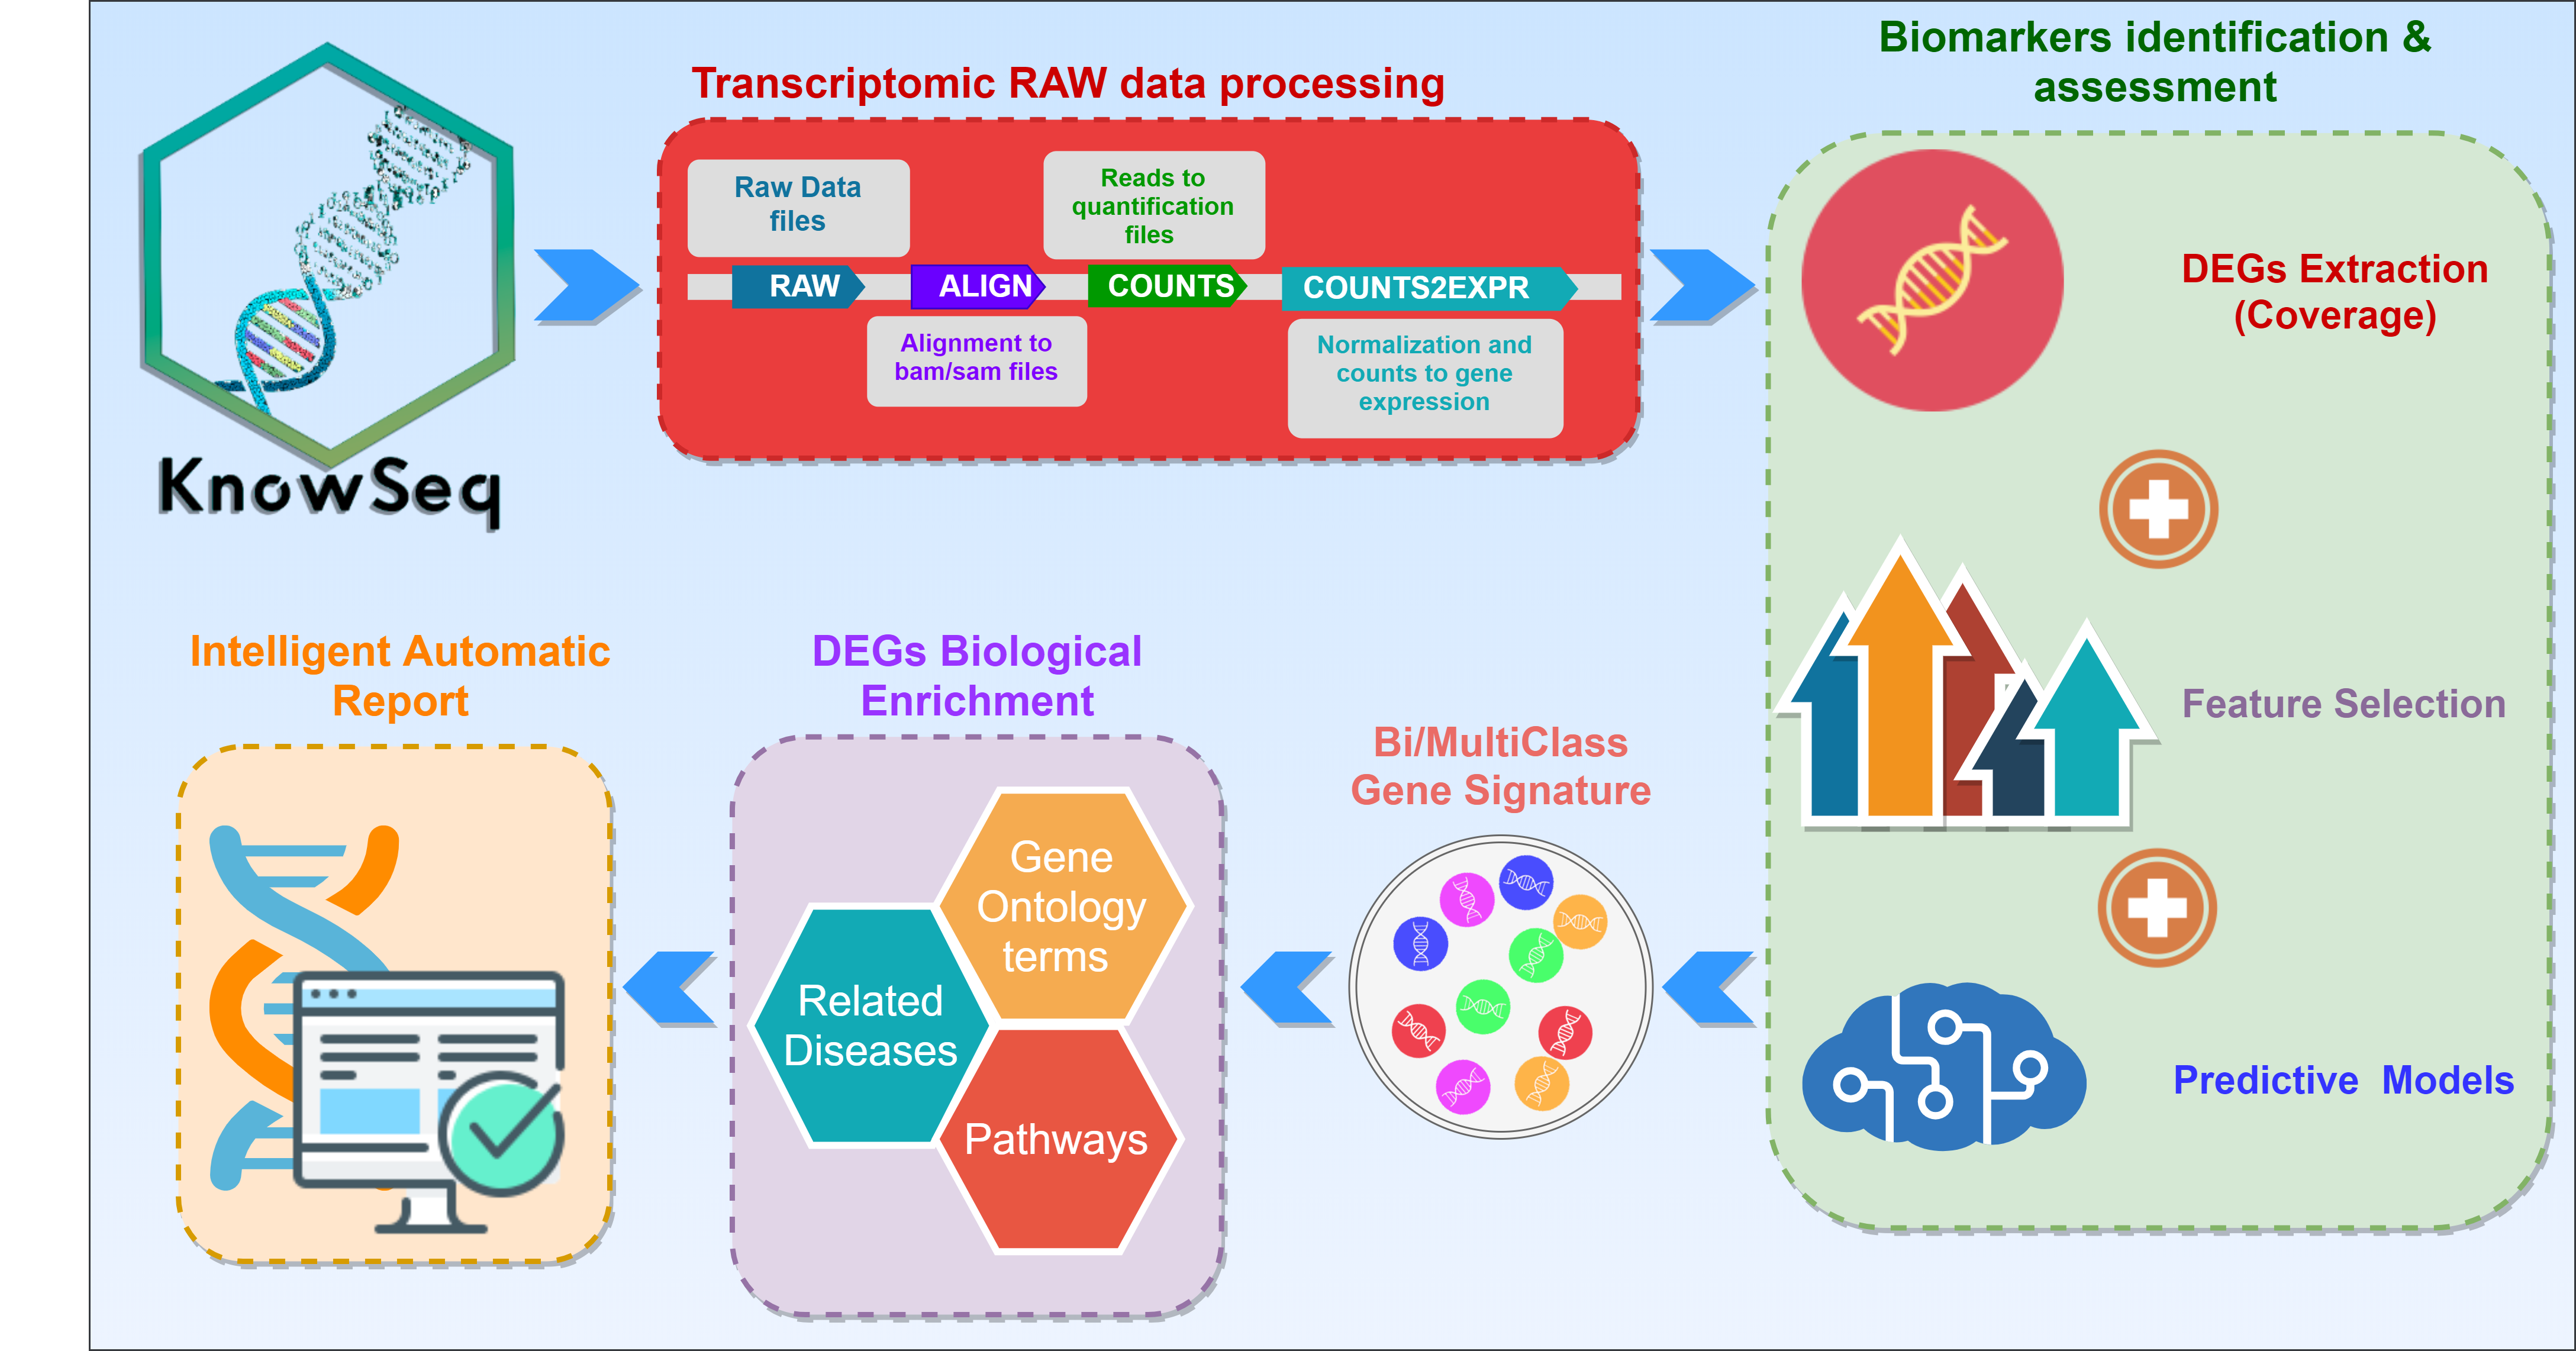 KnowSeq
Transcriptomic RAW data processing
Raw Data
files
Reads to
quantification
files
RAW
ALIGN
COUNTS
COUNTS2EXPR
Alignment to
bam/sam files
Normalization and
counts to gene
expression
Biomarkers identification &
assessment
DEGs Extraction
(Coverage)
Feature Selection
Predictive Models
Bi/MultiClass
Gene Signature
DEGs Biological
Enrichment
Gene
Ontology
terms
Related
Diseases
Pathways
Intelligent Automatic
Report